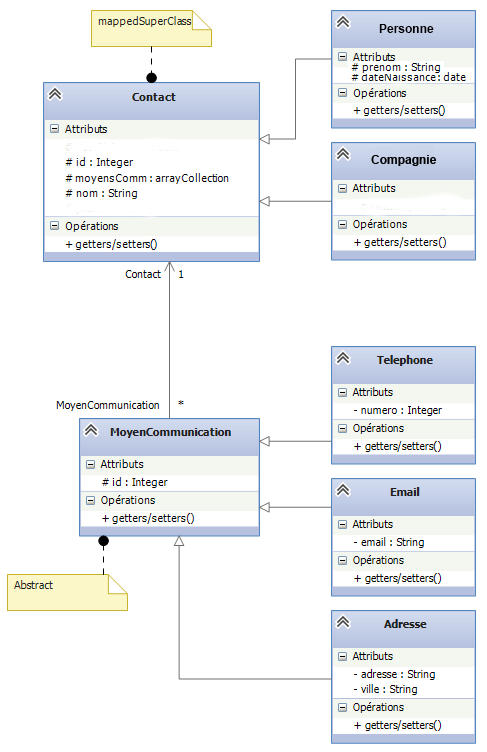 mappedSuperClass
Contact
Attributs
# id : Integer
# moyensComm : arrayCollection
# nom : String
Opérations
+ getters/setters()
Personne
Attributs
# prenom : String
# dateNaissance: date
Opérations
+ getters/setters()
Compagnie
Attributs
Opérations
+ getters/setters()
Contact 1
MoyenCommunication *
MoyenCommunication
Attributs
# id : Integer
Opérations
+ getters/setters()
Abstract
Telephone
Attributs
- numero : Integer
Opérations
+ getters/setters()
Email
Attributs
- email : String
Opérations
+ getters/setters()
Adresse
Attributs
- adresse : String
- ville : String
Opérations
+ getters/setters()